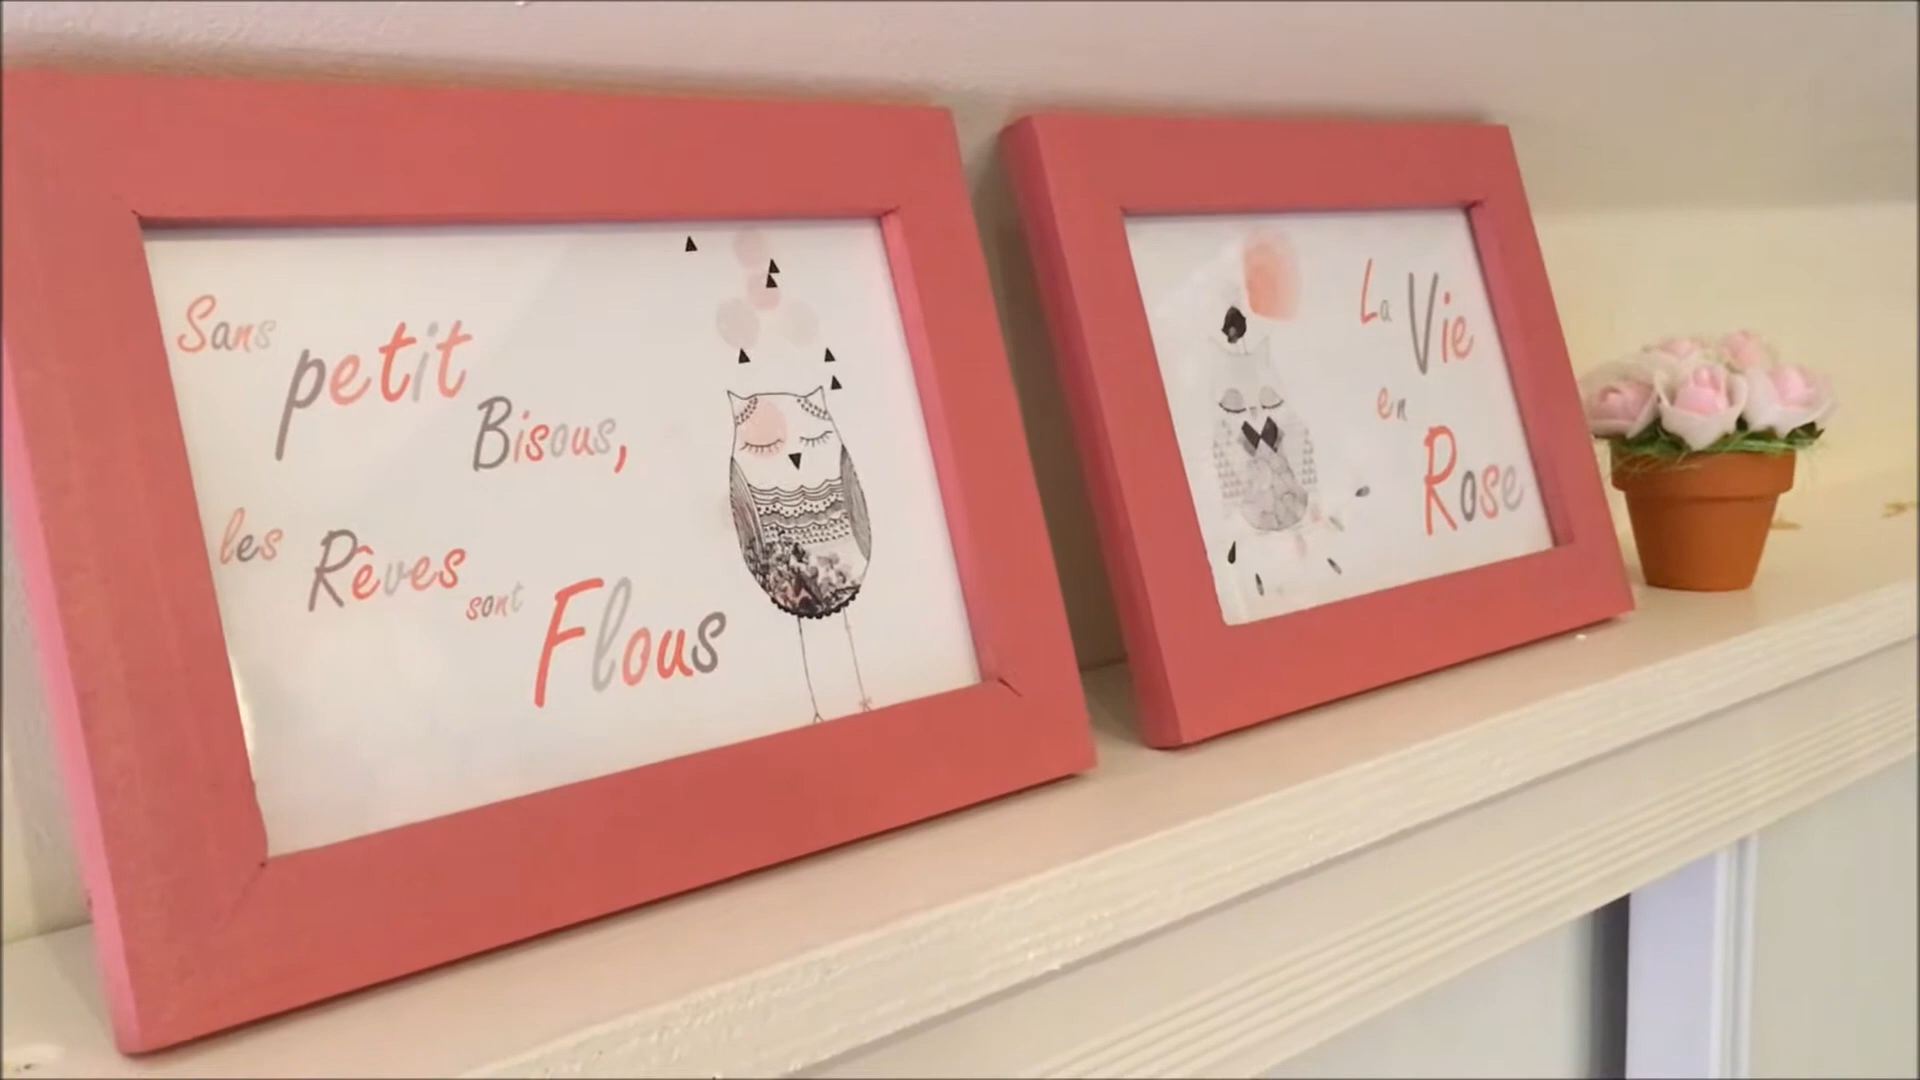 Sans petit
Bisous,
les Rêves sont
Flous
La Vie
en
Rose